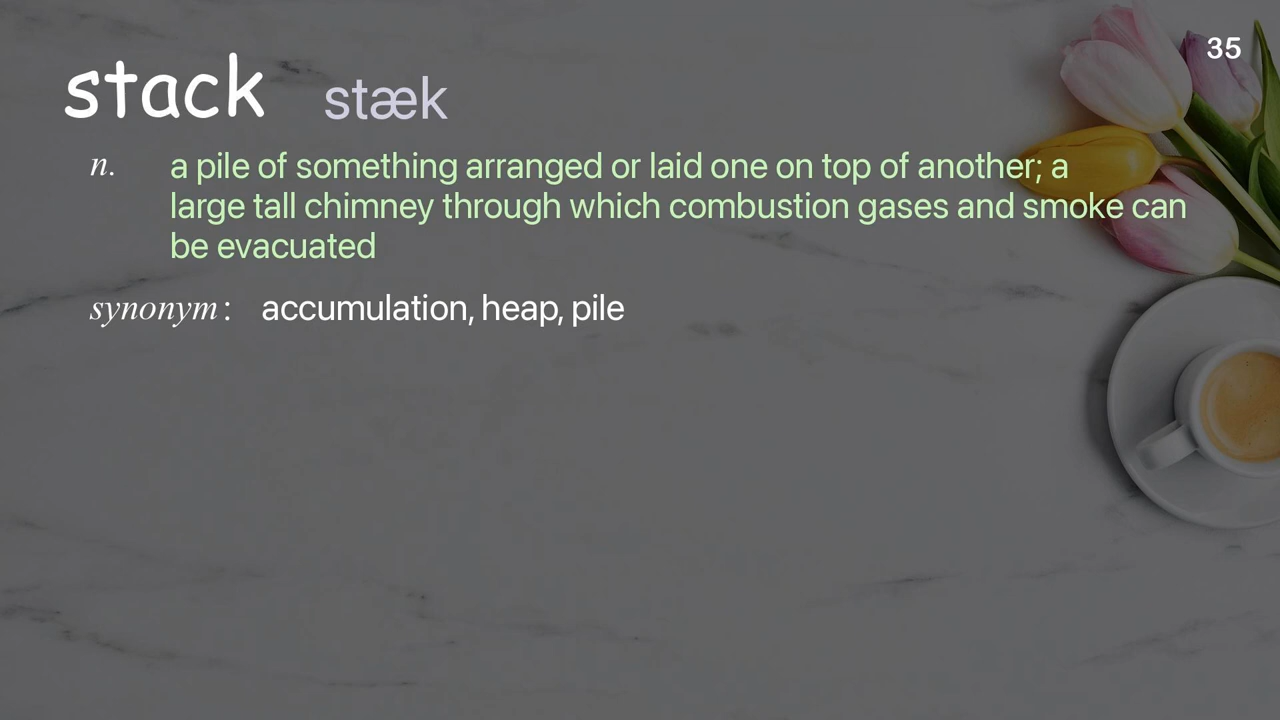 35
stack stæk
n. a pile of something arranged or laid one on top of another; a
large tall chimney through which combustion gases and smoke can
be evacuated
synonym: accumulation, heap, pile